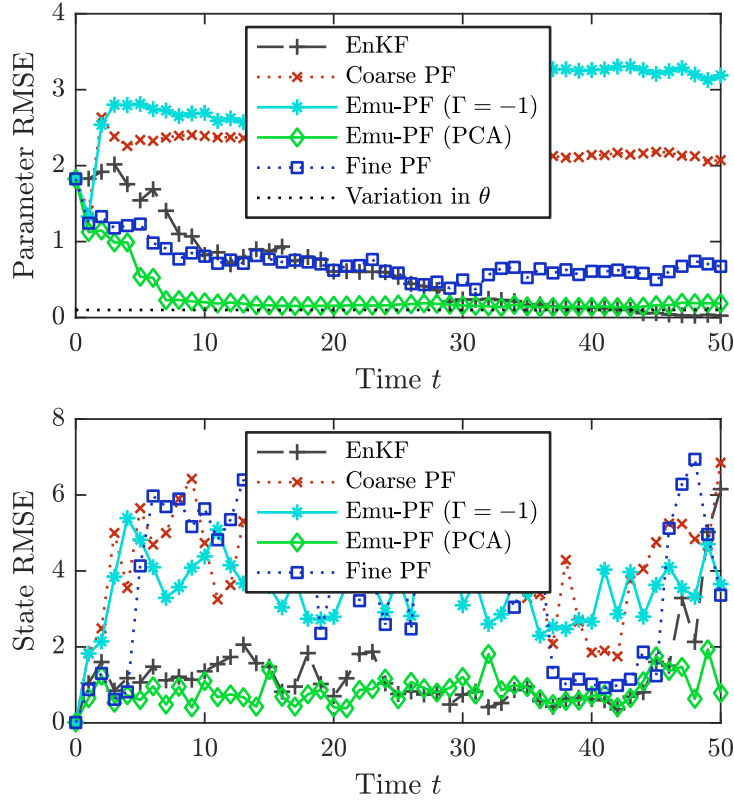 4
3
2
1
0
Parameter RMSE
EnKF
Coarse PF
Emu-PF (Γ = −1)
Emu-PF (PCA)
Fine PF
Variation in θ
0 10 20 30 40 50
Time t
8
6
4
2
0
State RMSE
EnKF
Coarse PF
Emu-PF (Γ = −1)
Emu-PF (PCA)
Fine PF
0 10 20 30 40 50
Time t